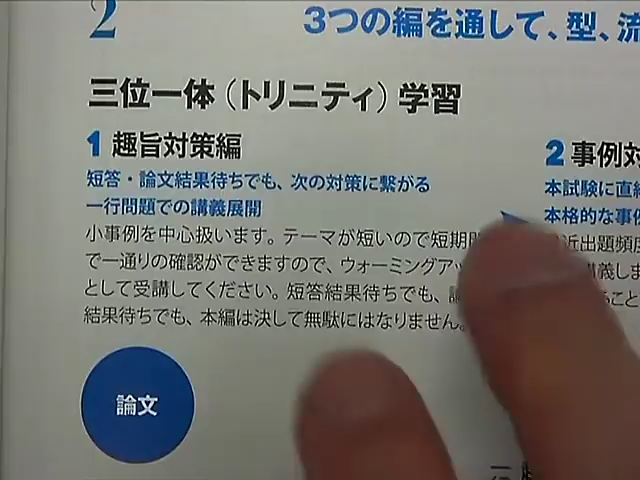 2
3つの編を通して、型、流
三位一体（トリニティ）学習
1 趣旨対策編
短答・論文結果待ちでも、次の対策に繋がる
一行問題での講義展開
小事例を中心扱います。テーマが短いので短期
で一通りの確認ができますので、ウォーミングアッ
として受講してください。短答結果待ちでも、
結果待ちでも、本編は決して無駄にはなりません。
論文
2 事例対
本試験に直結
本格的な事例
近出題頻度
講義しま
こと